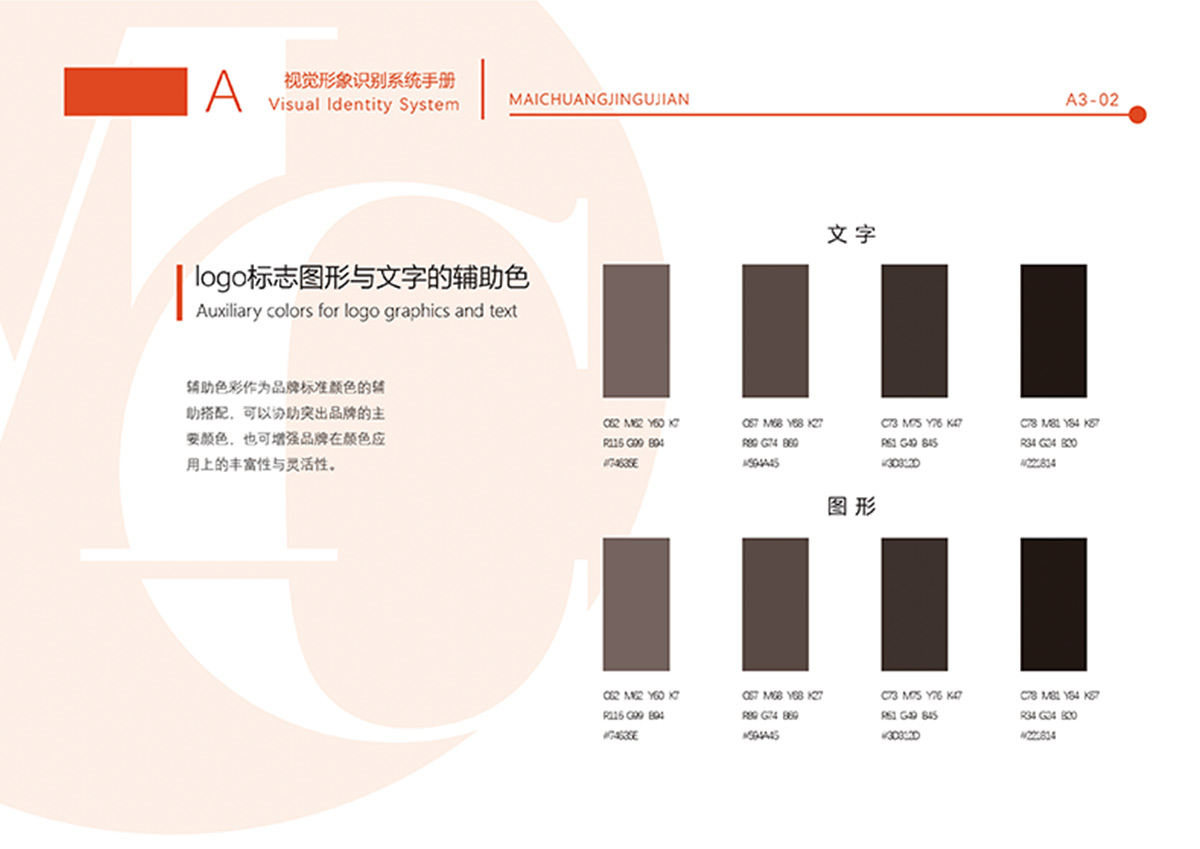 A
视觉形象识别系统手册
Visual Identity System
MAICHUANGJINGUJIAN
A3-02
logo标志图形与文字的辅助色
Auxiliary colors for logo graphics and text
辅助色彩作为品牌标准颜色的辅
助搭配，可以协助突出品牌的主
要颜色，也可增强品牌在颜色应
用上的丰富性与灵活性。
文字
C62 M62 Y60 K7
R116 G99 B94
#74635E
C67 M68 Y68 K27
R89 G74 B69
#594A45
C73 M75 Y76 K47
R61 G49 B45
#3D312D
C78 M81 Y84 K67
R34 G24 B20
#221814
图形
C62 M62 Y60 K7
R116 G99 B94
#74635E
C67 M68 Y68 K27
R89 G74 B69
#594A45
C73 M75 Y76 K47
R61 G49 B45
#3D312D
C78 M81 Y84 K67
R34 G24 B20
#221814